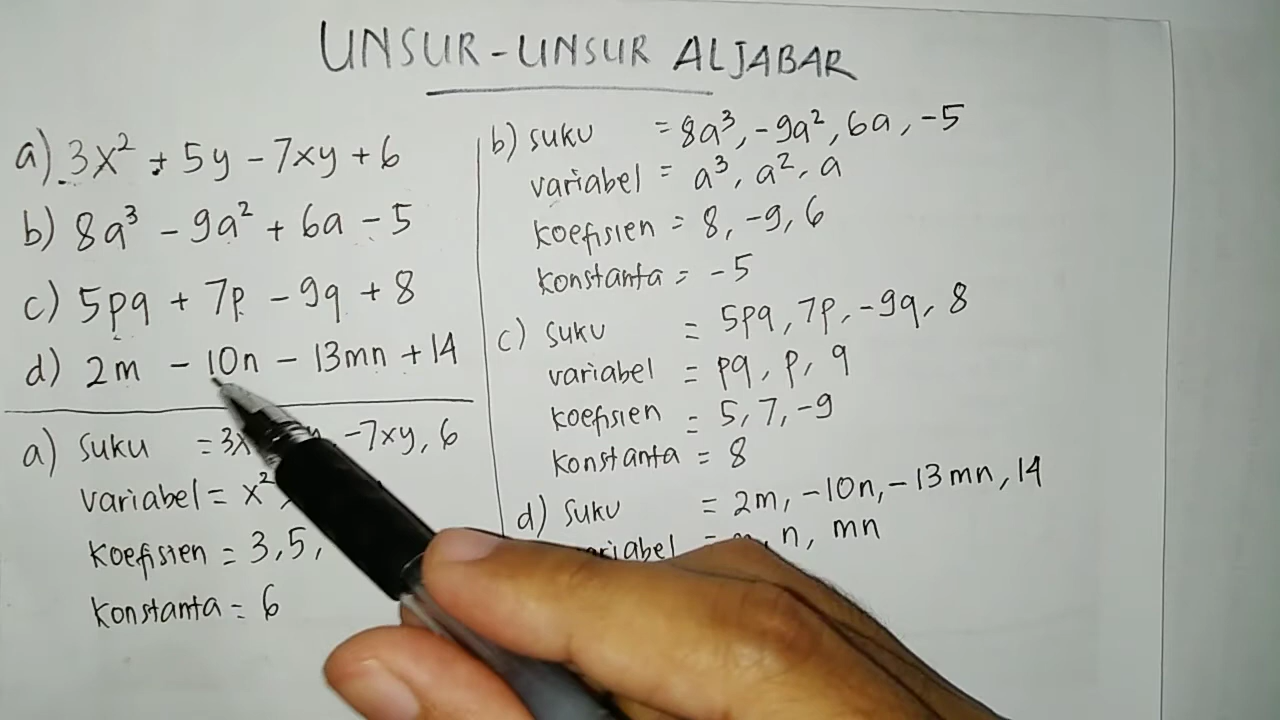 UNSUR-UNSUR ALJABAR
a) 3x² + 5y - 7xy + 6
b) 8a³ - 9a² + 6a - 5
c) 5pq + 7p - 9q + 8
d) 2m - 10n - 13mn + 14
a) suku = 3x -7xy, 6
variabel = x²
koefisien = 3, 5,
konstanta = 6
b) suku = 8a³, -9a², 6a, -5
variabel = a³, a², a
koefisien = 8, -9, 6
konstanta = -5
c) suku = 5pq, 7p, -9q, 8
variabel = pq, p, q
koefisien = 5, 7, -9
konstanta = 8
d) suku = 2m, -10n, -13mn, 14
variabel = n, mn